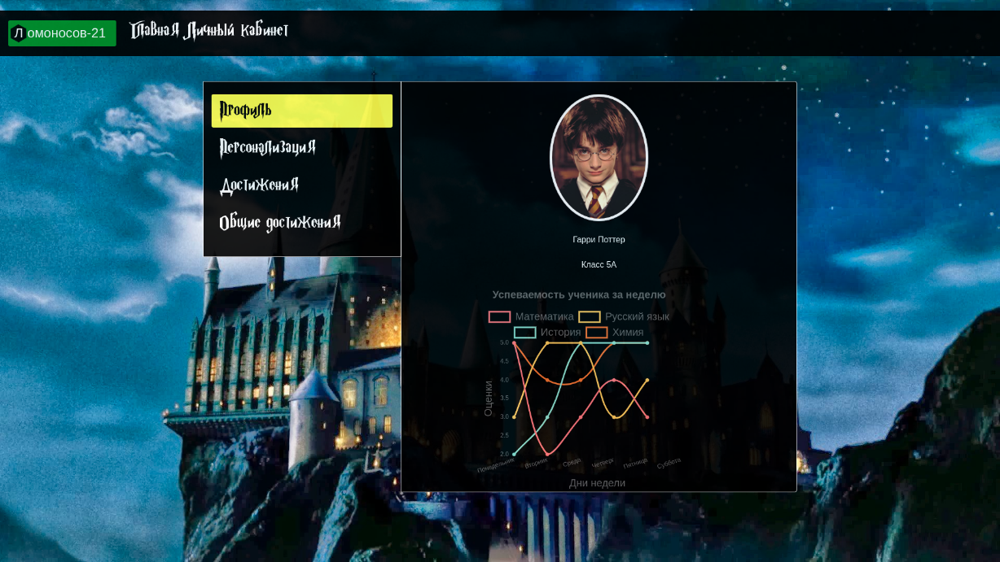 Ломоносов-21
Главная Личный кабинет
Профиль
Персонализация
Достижения
Общие достижения
Гарри Поттер
Класс 5А
Успеваемость ученика за неделю
Математика Русский язык
История Химия
5.0
4.5
4.0
3.5
3.0
2.5
2.0
Оценки.
Понедельник Вторник Среда Четверг Пятница Суббота
Дни недели